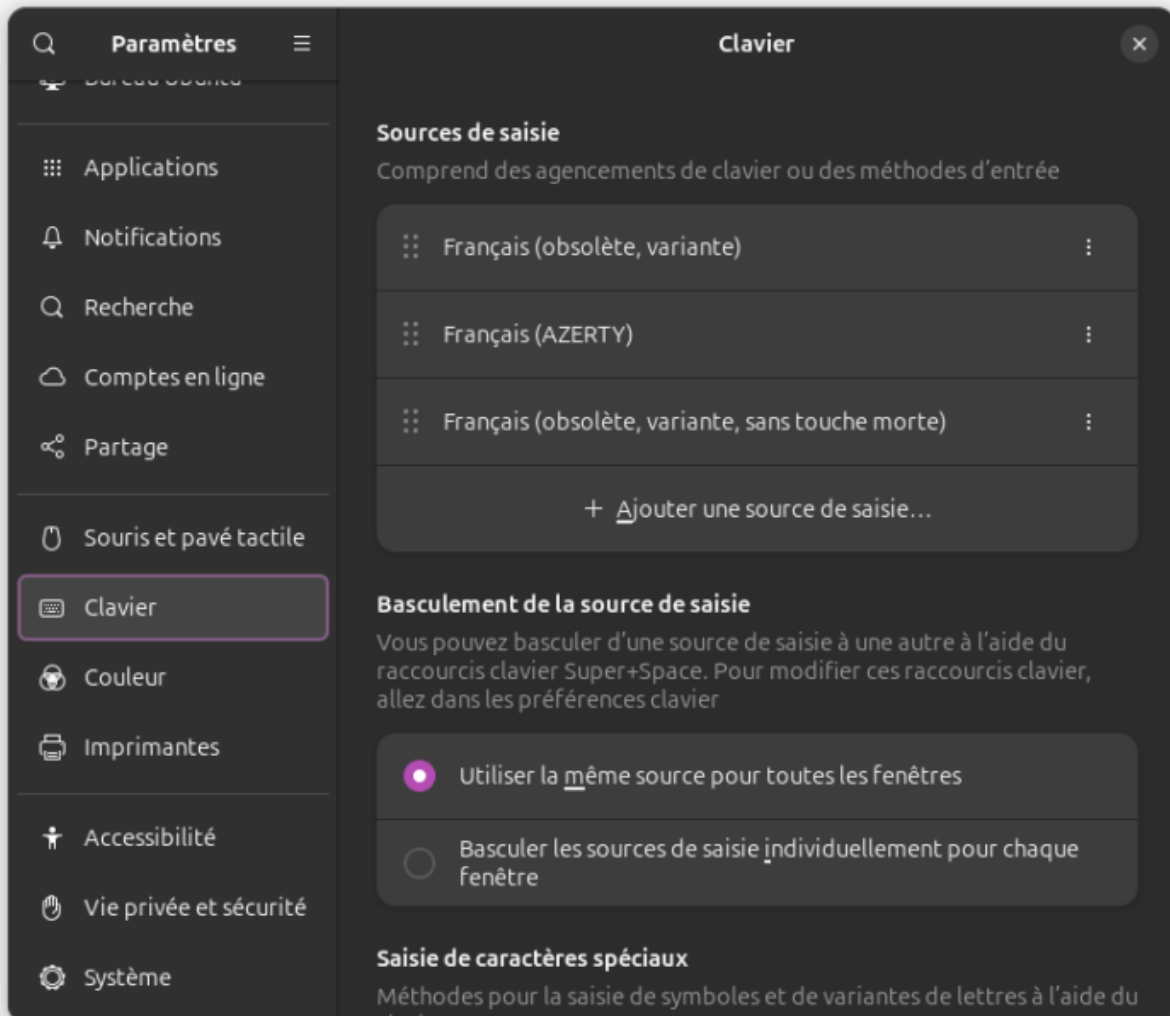 Paramètres
Clavier
Bureau Ubuntu
Applications
Notifications
Recherche
Comptes en ligne
Partage
Souris et pavé tactile
Clavier
Couleur
Imprimantes
Accessibilité
Vie privée et sécurité
Système
Sources de saisie
Comprend des agencements de clavier ou des méthodes d'entrée
Français (obsolète, variante)
Français (AZERTY)
Français (obsolète, variante, sans touche morte)
+ Ajouter une source de saisie…
Basculement de la source de saisie
Vous pouvez basculer d'une source de saisie à une autre à l'aide du
raccourcis clavier Super+Space. Pour modifier ces raccourcis clavier,
allez dans les préférences clavier
Utiliser la même source pour toutes les fenêtres
Basculer les sources de saisie individuellement pour chaque
fenêtre
Saisie de caractères spéciaux
Méthodes pour la saisie de symboles et de variantes de lettres à l'aide du